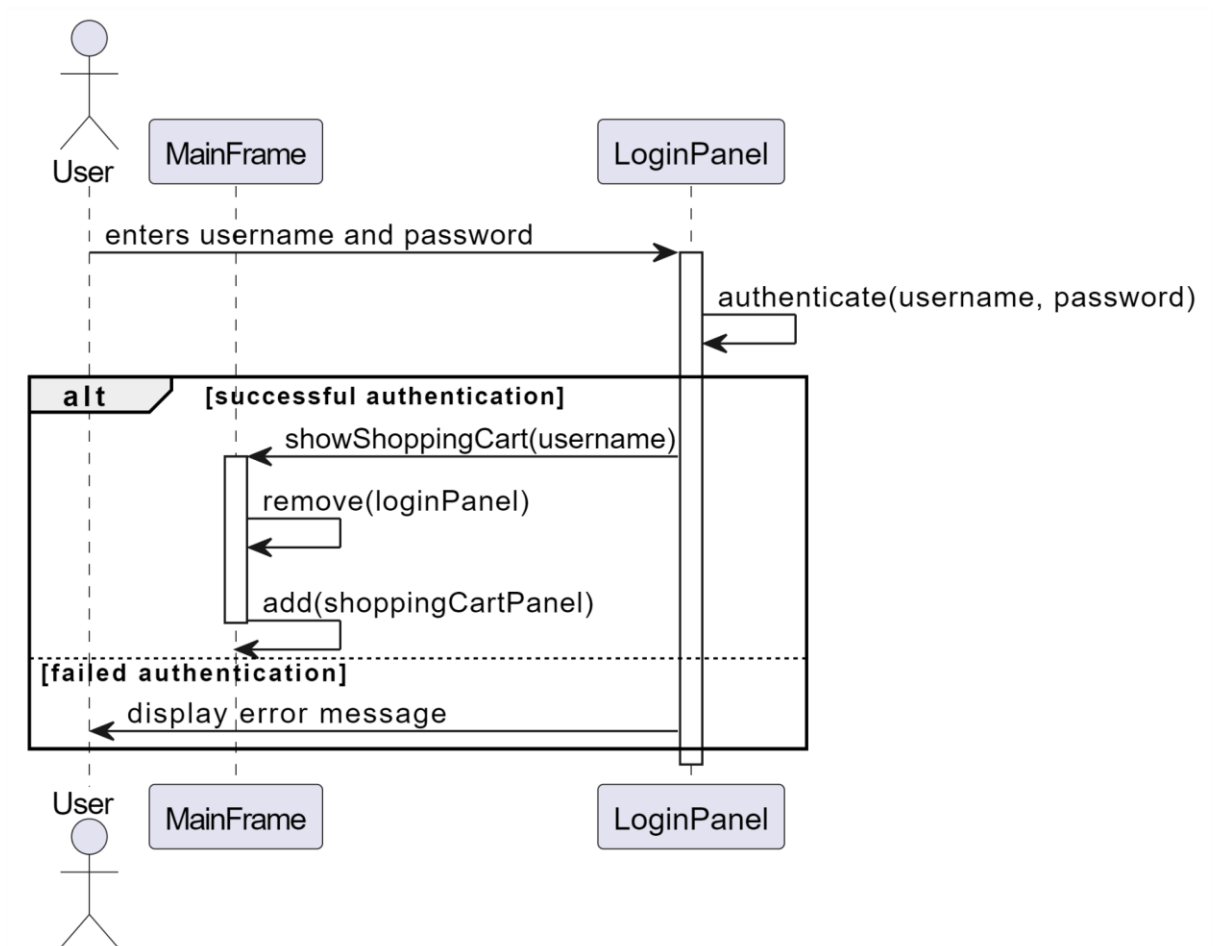 User
MainFrame
LoginPanel
enters username and password
authenticate(username, password)
alt
[successful authentication]
showShoppingCart(username)
remove(loginPanel)
add(shoppingCartPanel)
[failed authentication]
display error message
User
MainFrame
LoginPanel